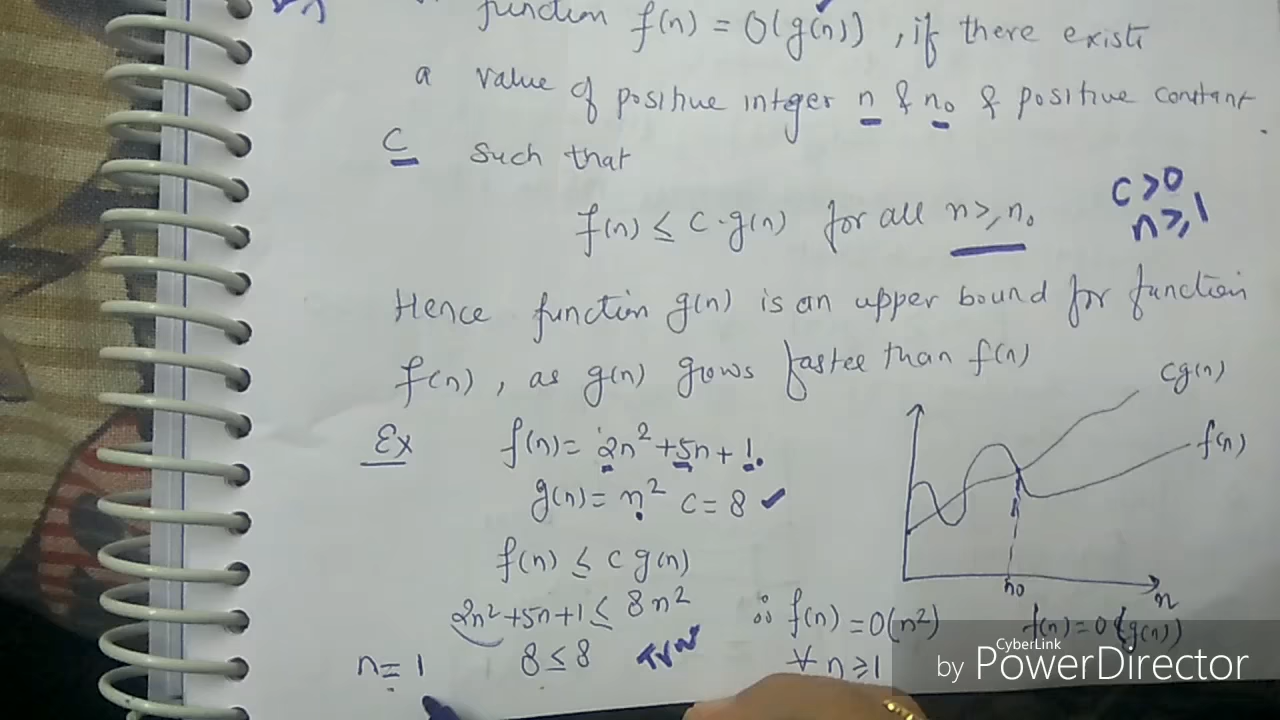 function f(n) = O(g(n)), if there exists
a value of positive integer n & n₀ & positive constant
C such that
f(n) ≤ C·g(n) for all n ≥ n₀
C>0
n≥1
Hence function g(n) is an upper bound for function
f(n), as g(n) grows faster than f(n)
Ex f(n) = 2n²+5n+1.
g(n) = n² C = 8 ✓
f(n) ≤ C g(n)
2n²+5n+1 ≤ 8n²
n = 1 8 ≤ 8
∴ f(n) = O(n²)
∀ n ≥ 1
Cg(n)
f(n)
n₀
n
f(n) = O(g(n))
CyberLink
by PowerDirector